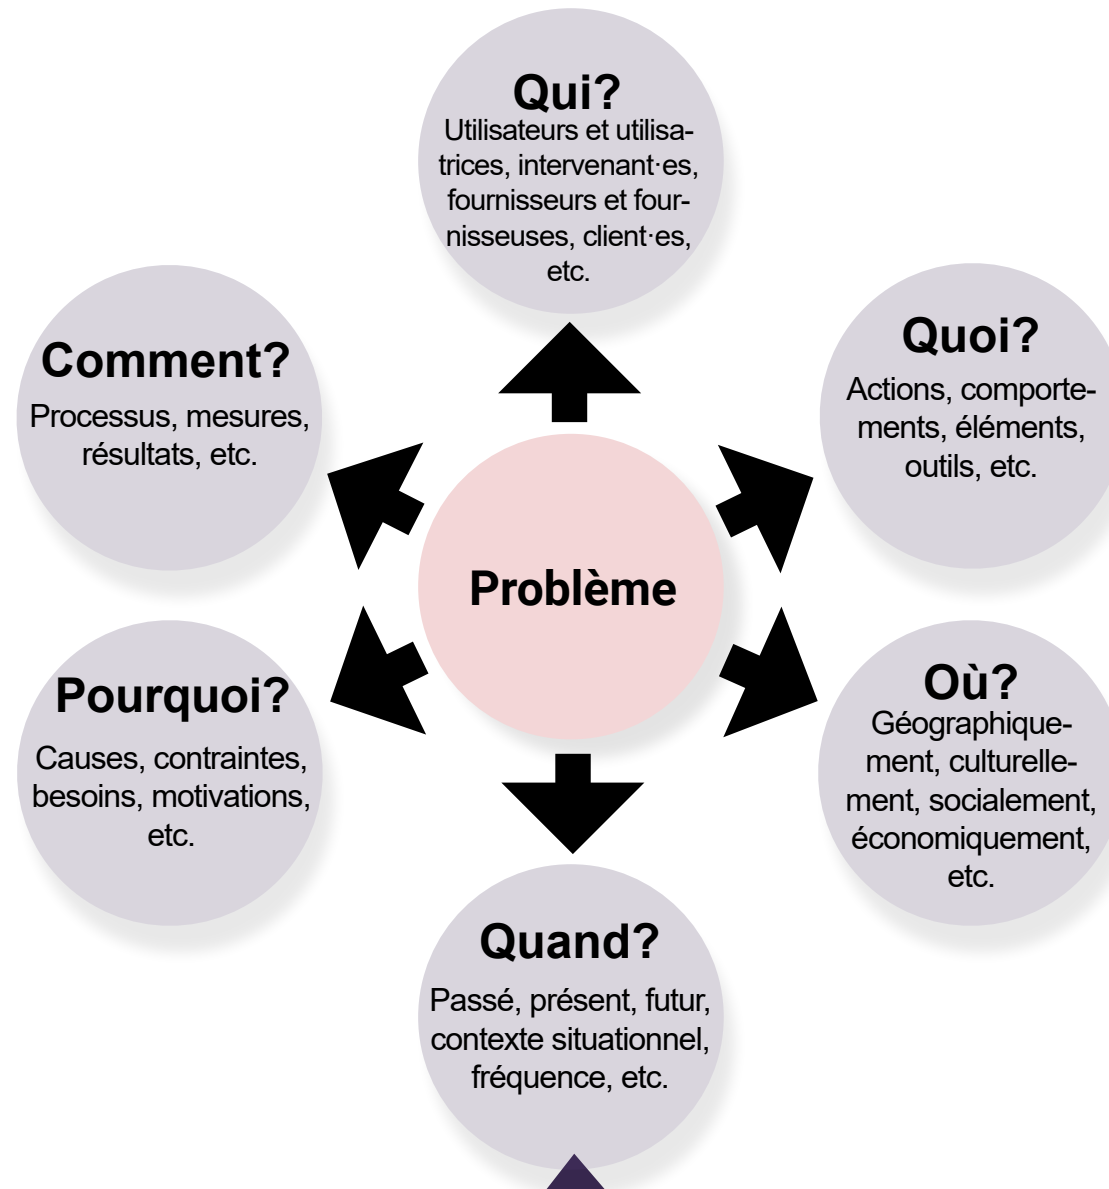 Qui?
Utilisateurs et utilisa-
trices, intervenant·es,
fournisseurs et four-
nisseuses, client·es,
etc.
Quoi?
Actions, comporte-
ments, éléments,
outils, etc.
Où?
Géographique-
ment, culturelle-
ment, socialement,
économiquement,
etc.
Quand?
Passé, présent, futur,
contexte situationnel,
fréquence, etc.
Pourquoi?
Causes, contraintes,
besoins, motivations,
etc.
Comment?
Processus, mesures,
résultats, etc.
Problème